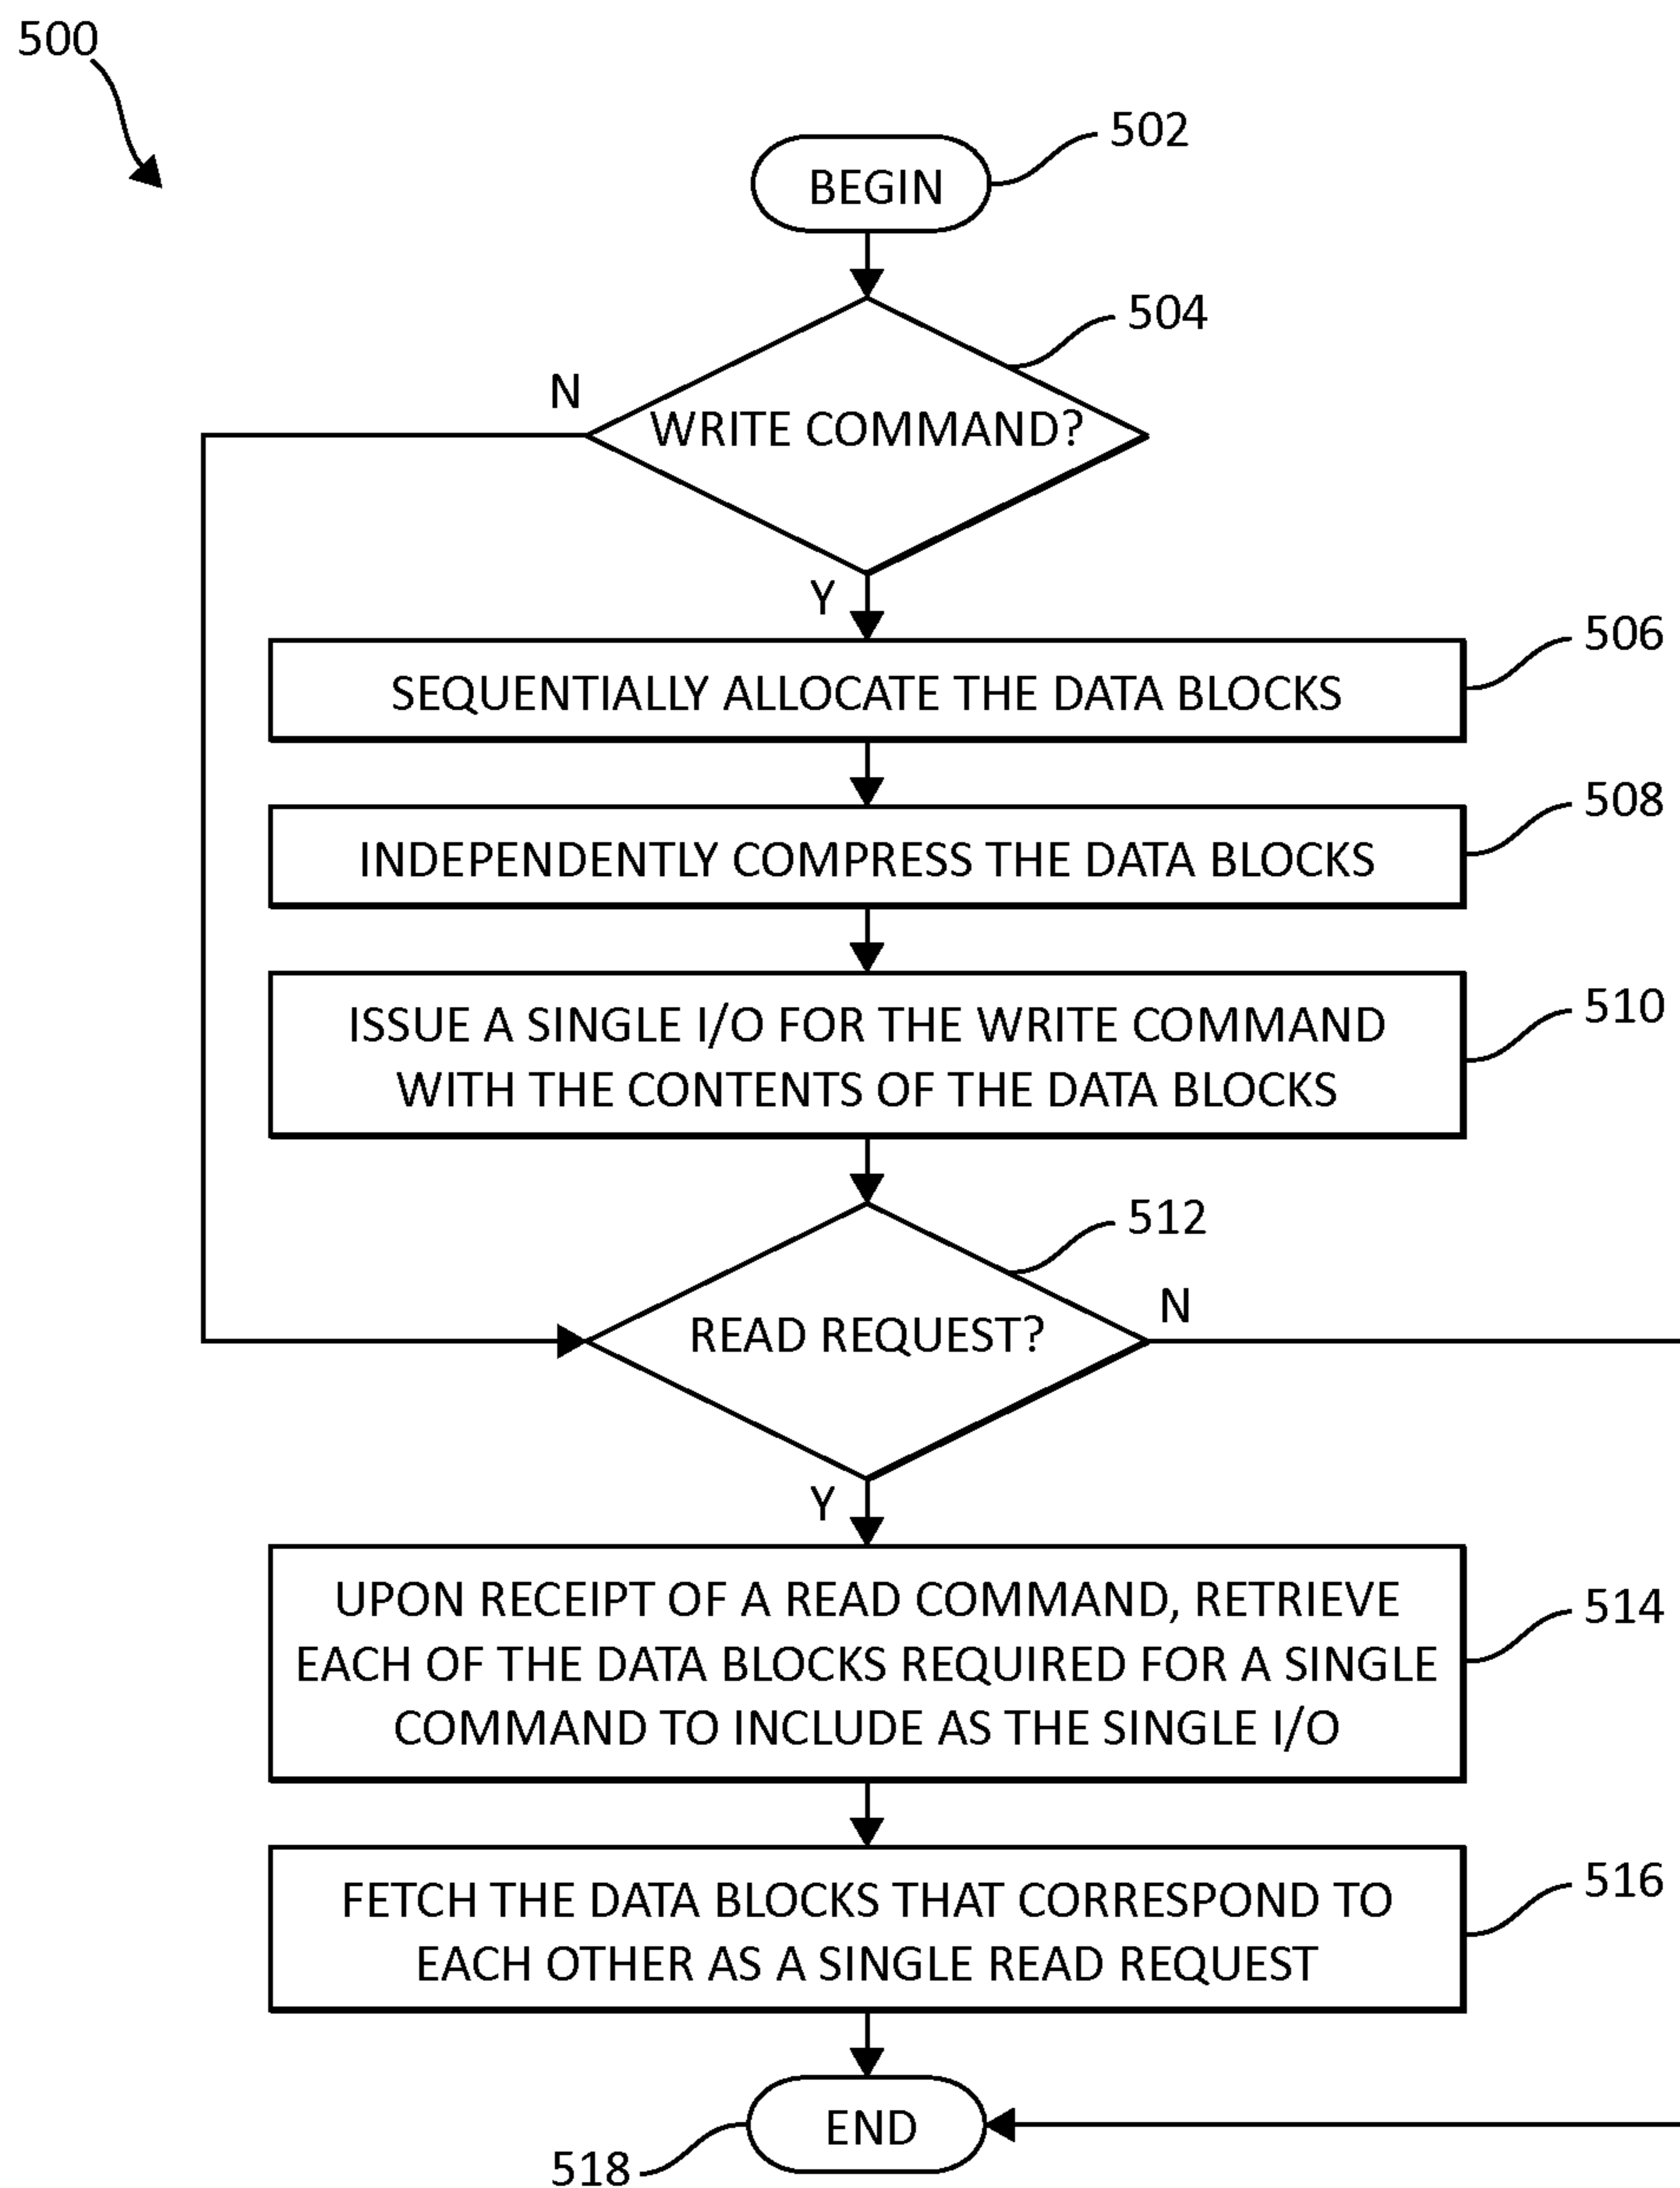 500
502
BEGIN
504
N
WRITE COMMAND?
Y
506
SEQUENTIALLY ALLOCATE THE DATA BLOCKS
508
INDEPENDENTLY COMPRESS THE DATA BLOCKS
510
ISSUE A SINGLE I/O FOR THE WRITE COMMAND
WITH THE CONTENTS OF THE DATA BLOCKS
512
N
READ REQUEST?
Y
514
UPON RECEIPT OF A READ COMMAND, RETRIEVE
EACH OF THE DATA BLOCKS REQUIRED FOR A SINGLE
COMMAND TO INCLUDE AS THE SINGLE I/O
516
FETCH THE DATA BLOCKS THAT CORRESPOND TO
EACH OTHER AS A SINGLE READ REQUEST
END
518